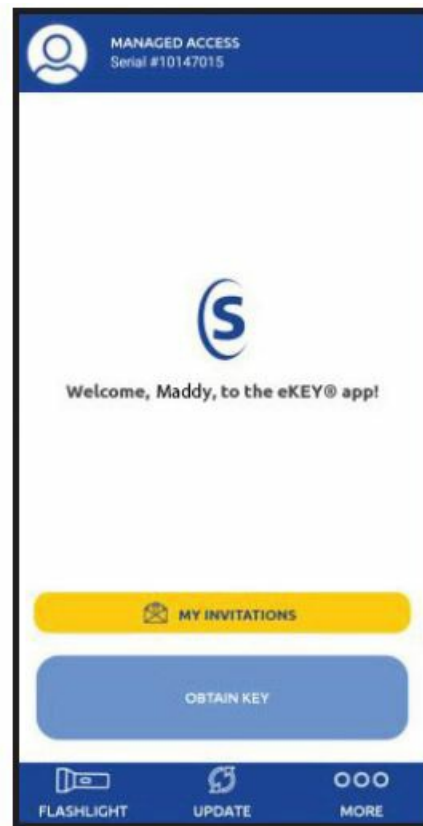 MANAGED ACCESS
Serial #10147015
S
Welcome, Maddy, to the eKEY® app!
MY INVITATIONS
OBTAIN KEY
FLASHLIGHT UPDATE MORE